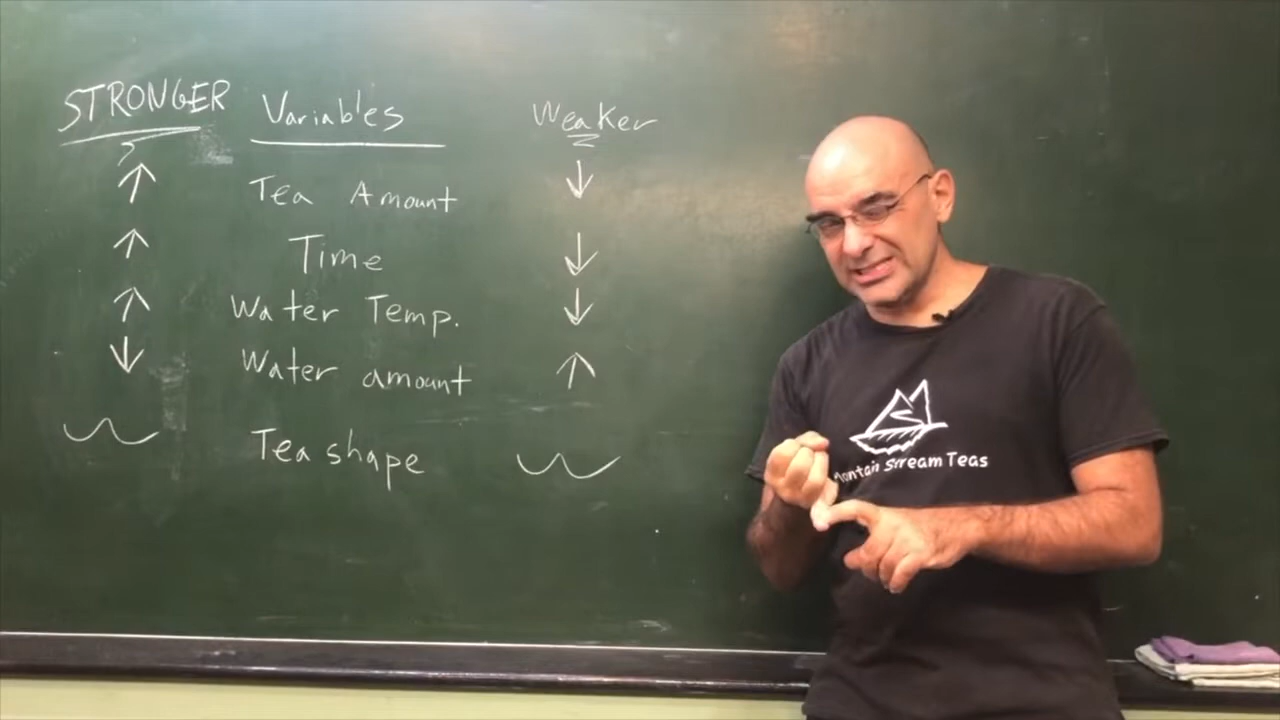 STRONGER Variables Weaker
↑ Tea Amount ↓
↑ Time ↓
↑ Water Temp. ↓
↓ Water amount ↑
Tea shape
Mountain Stream Teas